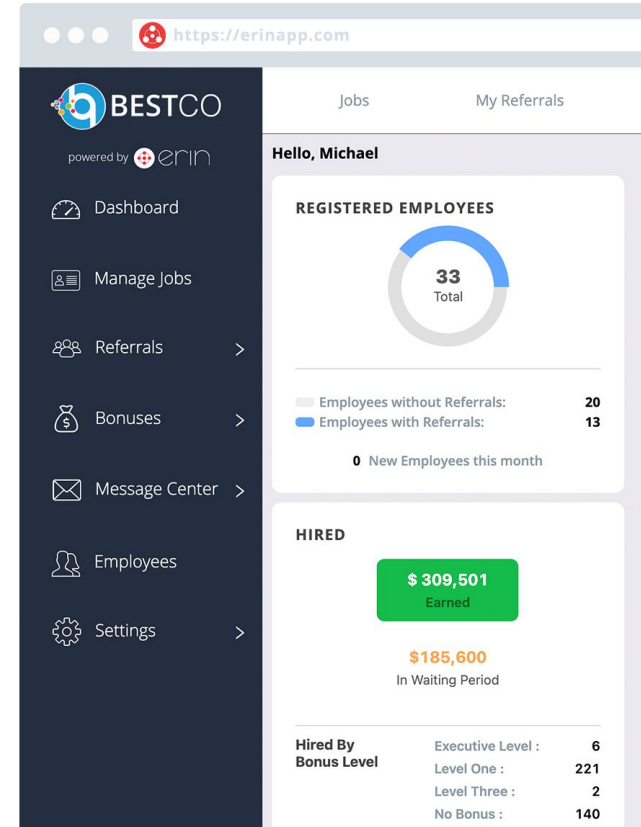 https://erinapp.com
BESTCO
powered by erin
Dashboard
Manage Jobs
Referrals
Bonuses
Message Center
Employees
Settings
Jobs
My Referrals
Hello, Michael
REGISTERED EMPLOYEES
33
Total
Employees without Referrals: 20
Employees with Referrals: 13
0 New Employees this month
HIRED
$ 309,501
Earned
$185,600
In Waiting Period
Hired By
Bonus Level
Executive Level : 6
Level One : 221
Level Three : 2
No Bonus : 140